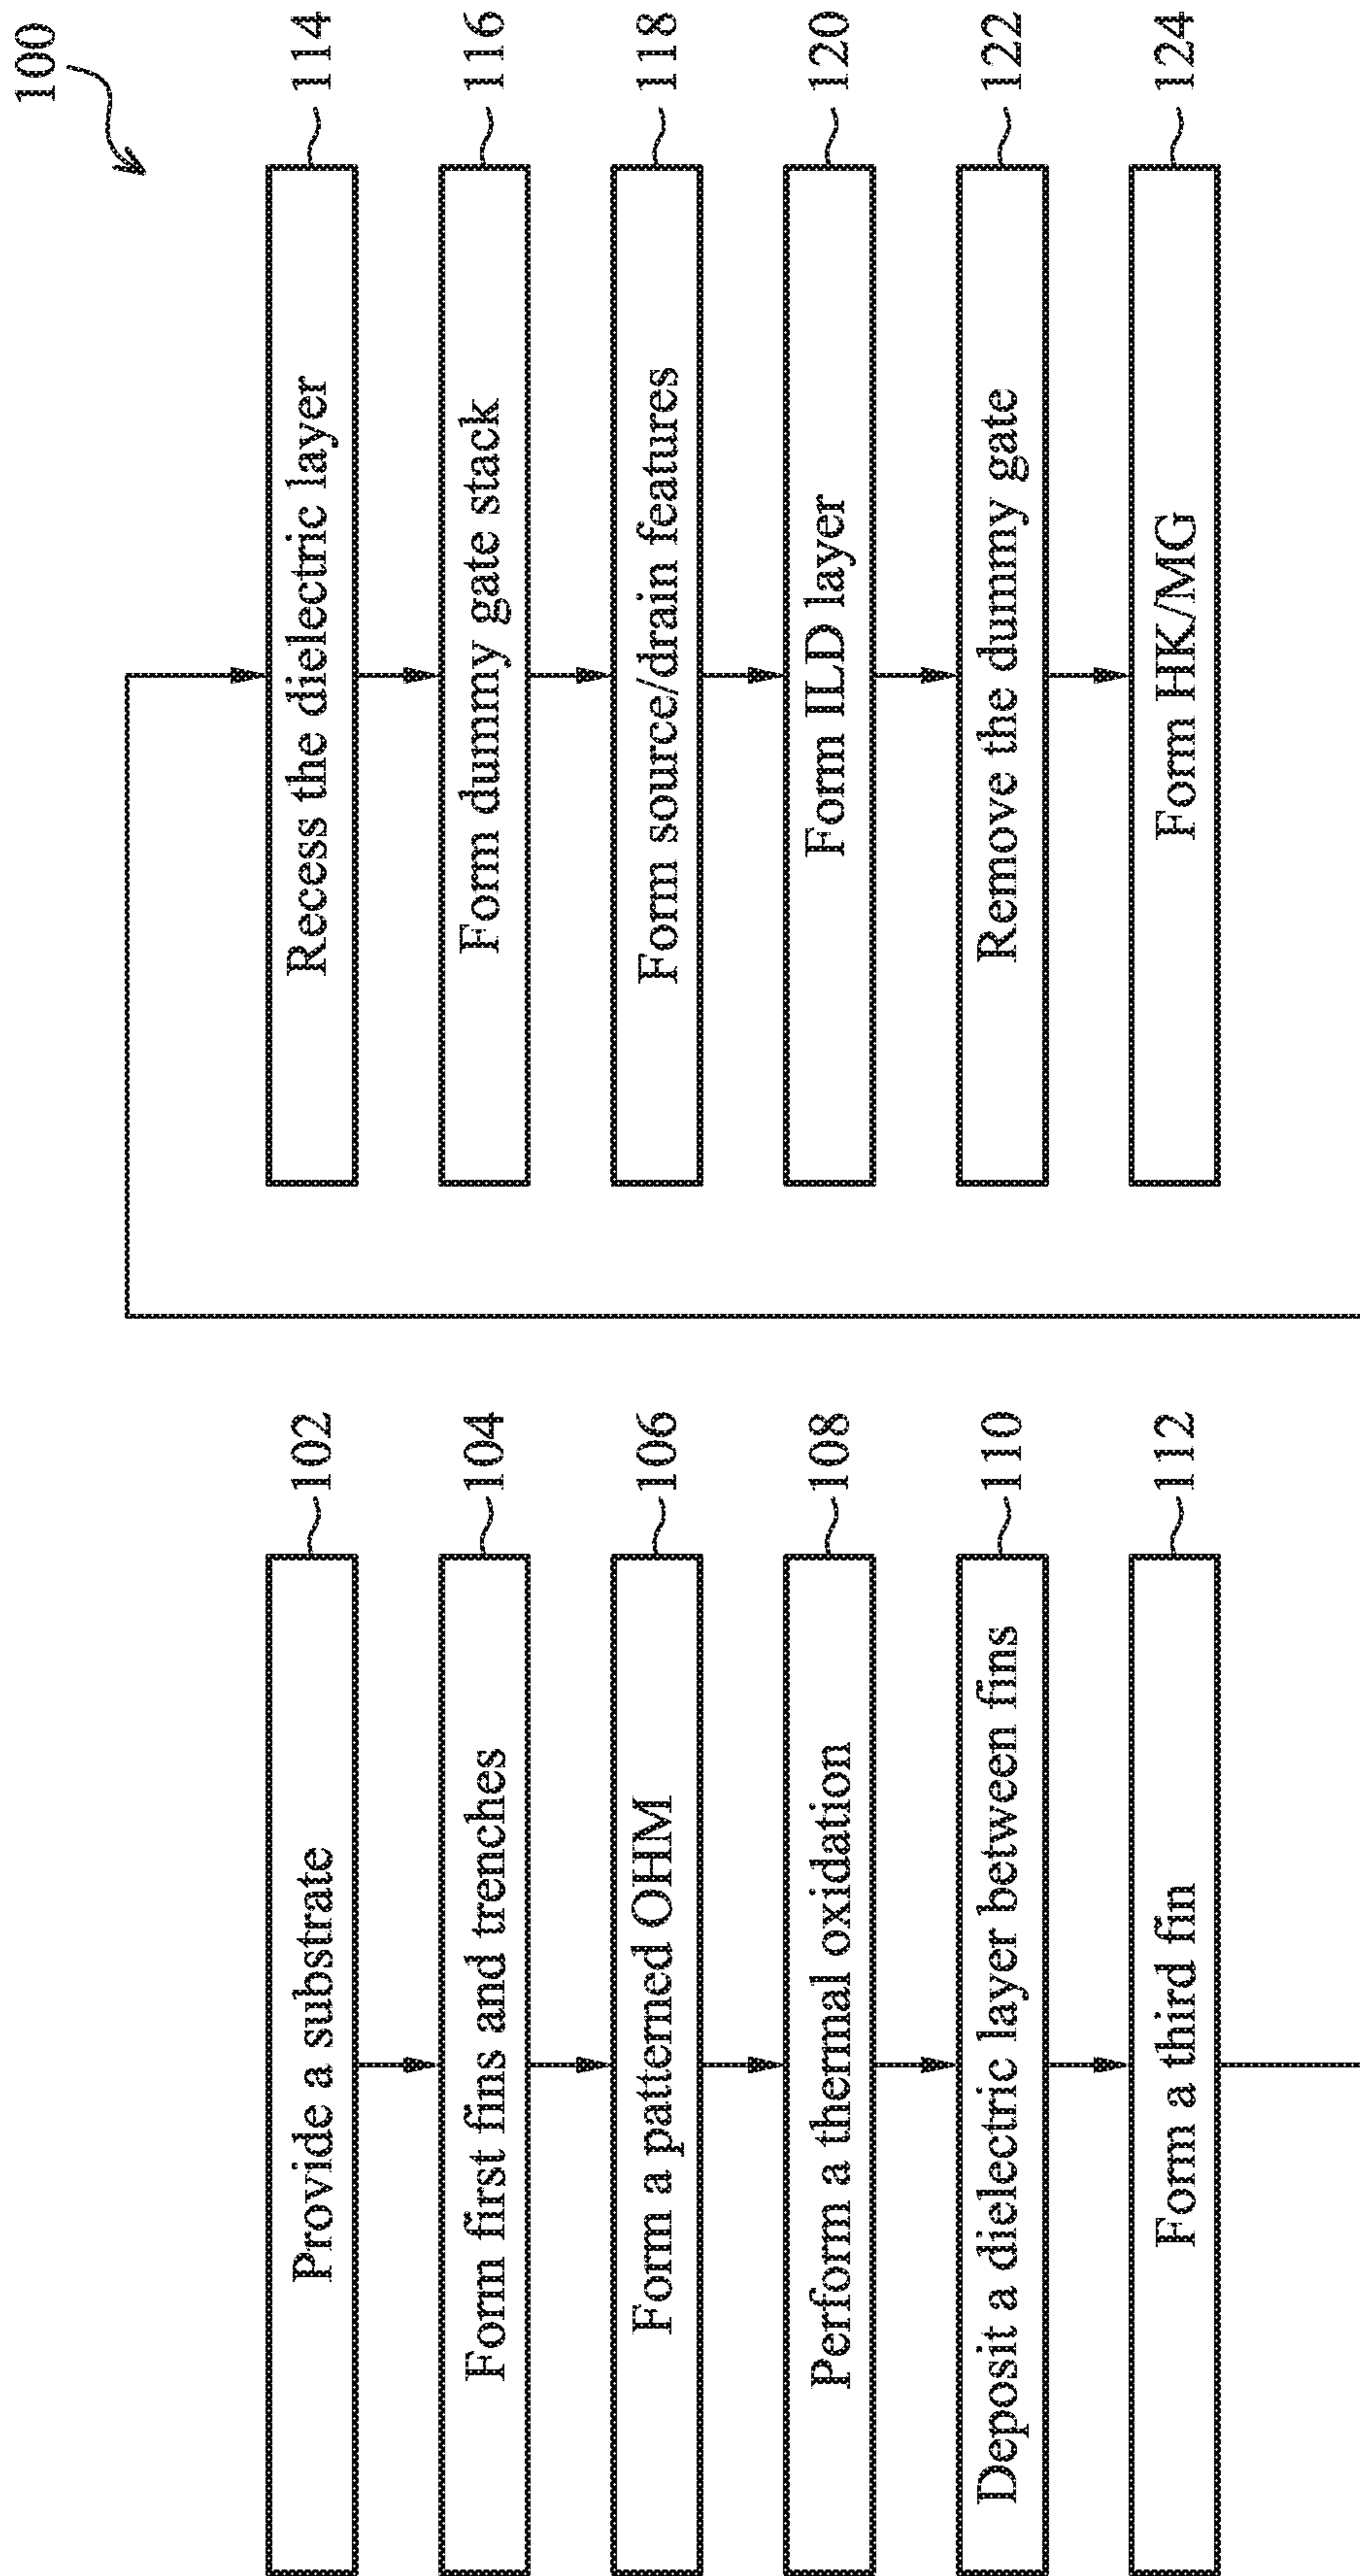 100
Provide a substrate 102
Form first fins and trenches 104
Form a patterned OHM 106
Perform a thermal oxidation 108
Deposit a dielectric layer between fins 110
Form a third fin 112
Recess the dielectric layer 114
Form dummy gate stack 116
Form source/drain features 118
Form ILD layer 120
Remove the dummy gate 122
Form HK/MG 124